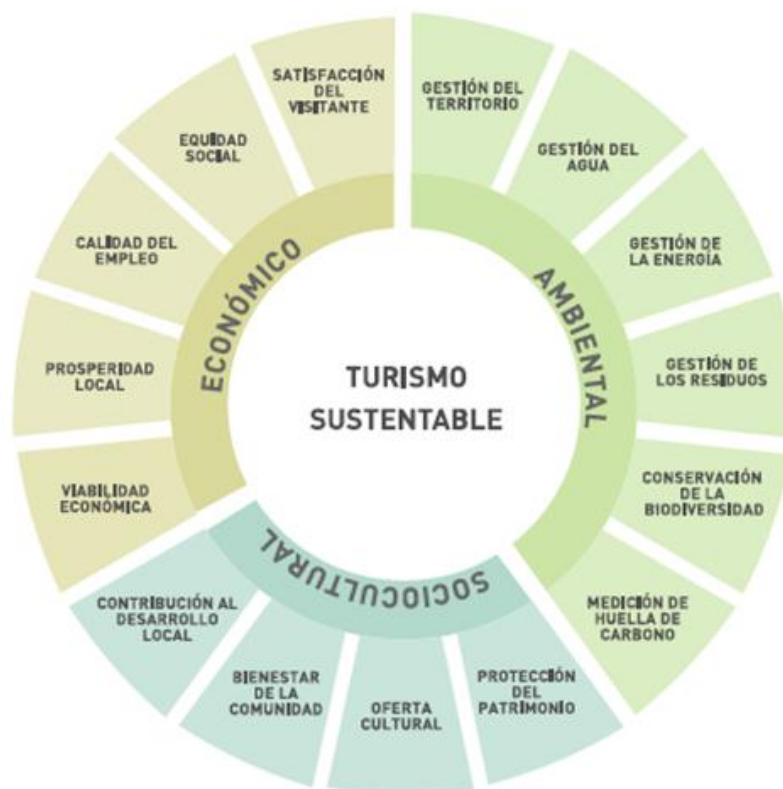 TURISMO
SUSTENTABLE
AMBIENTAL
GESTIÓN DEL
TERRITORIO
GESTIÓN DEL
AGUA
GESTIÓN DE
LA ENERGÍA
GESTIÓN DE
LOS RESIDUOS
CONSERVACIÓN
DE LA
BIODIVERSIDAD
MEDICIÓN DE
HUELLA DE
CARBONO
SOCIOCULTURAL
PROTECCIÓN
DEL
PATRIMONIO
OFERTA
CULTURAL
BIENESTAR
DE LA
COMUNIDAD
CONTRIBUCIÓN AL
DESARROLLO
LOCAL
ECONÓMICO
VIABILIDAD
ECONÓMICA
PROSPERIDAD
LOCAL
CALIDAD DEL
EMPLEO
EQUIDAD
SOCIAL
SATISFACCIÓN
DEL
VISITANTE